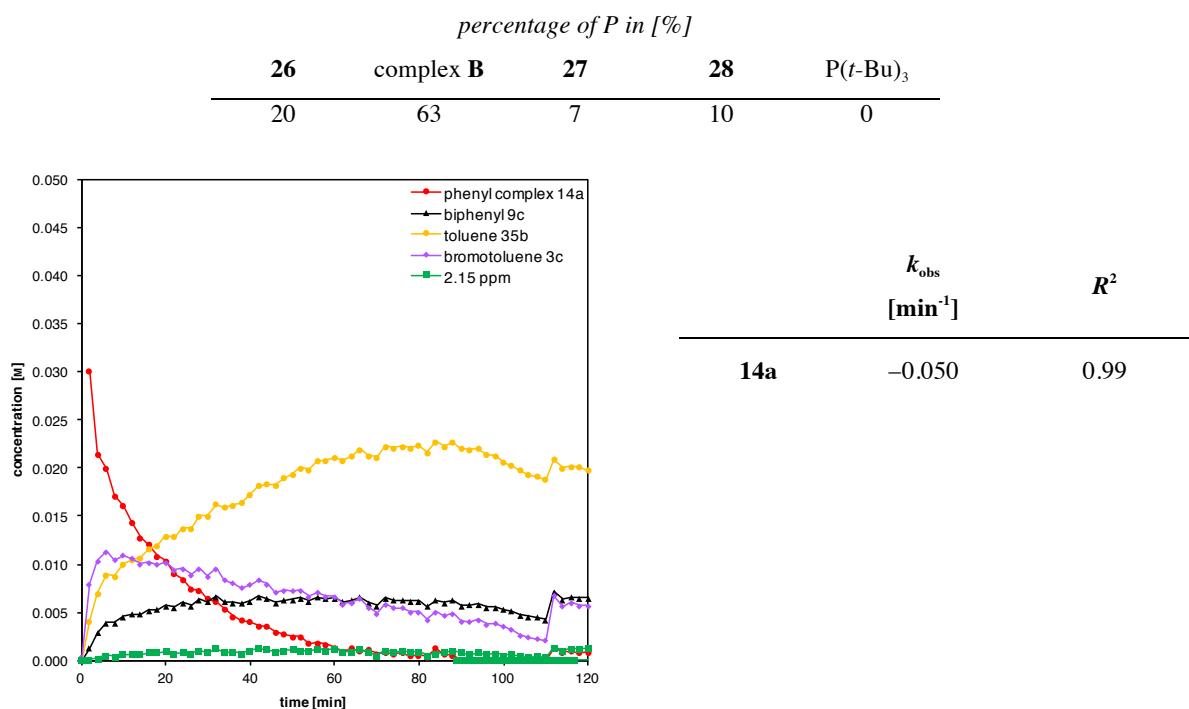 percentage of P in [%]
26 complex B 27 28 P(t-Bu)₃
20 63 7 10 0
0.050
0.045
0.040
0.035
0.030
0.025
0.020
0.015
0.010
0.005
0.000
concentration [M]
phenyl complex 14a
biphenyl 9c
toluene 35b
bromotoluene 3c
2.15 ppm
0 20 40 60 80 100 120
time [min]
k_obs
[min⁻¹] R²
14a –0.050 0.99